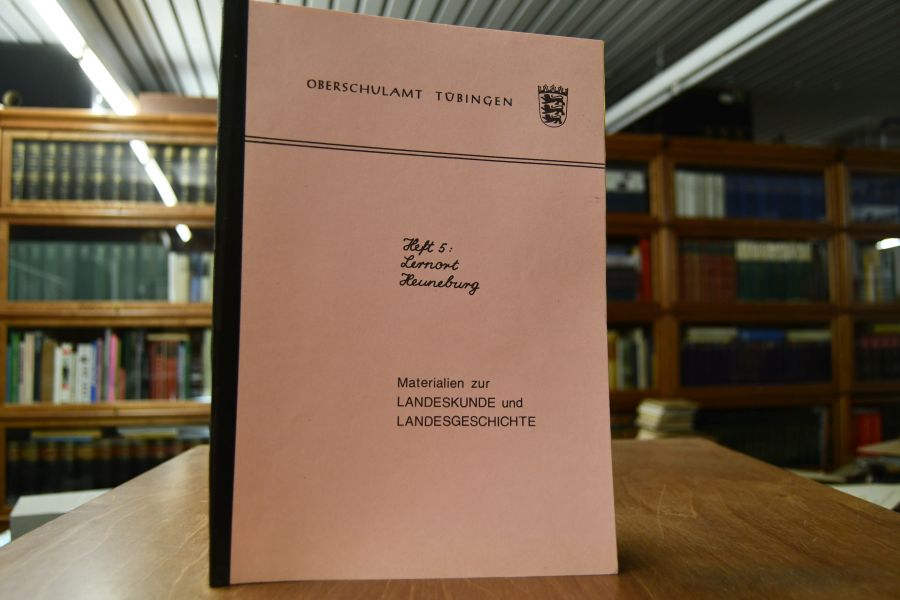 OBERSCHULAMT TÜBINGEN
Heft 5:
Lernort
Heuneburg
Materialien zur
LANDESKUNDE und
LANDESGESCHICHTE